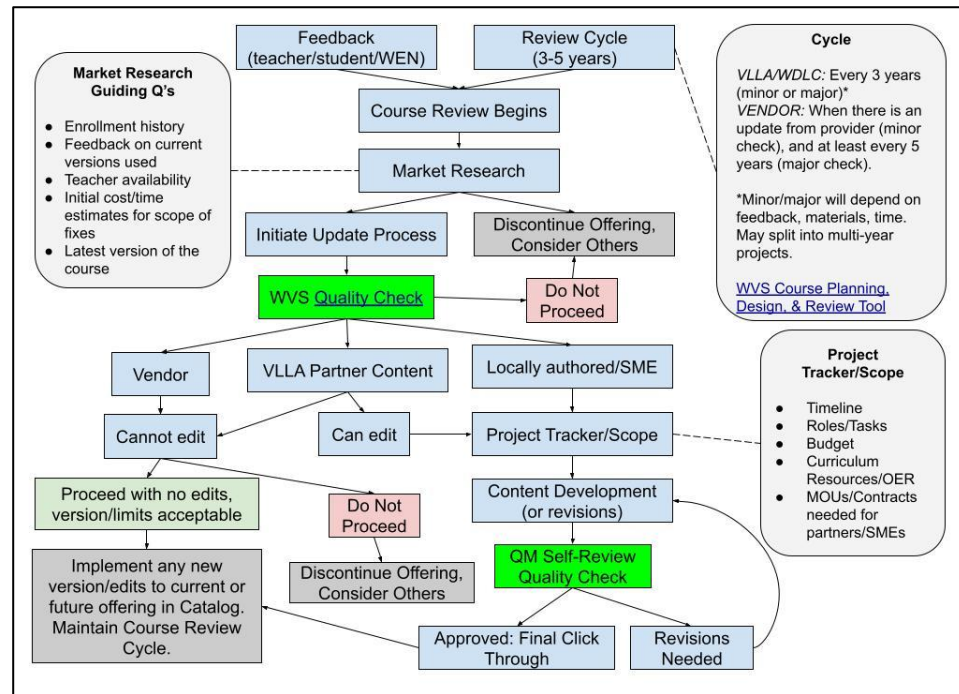 Feedback
(teacher/student/WEN)
Review Cycle
(3-5 years)
Market Research
Guiding Q's
● Enrollment history
● Feedback on current
versions used
● Teacher availability
● Initial cost/time
estimates for scope of
fixes
● Latest version of the
course
Cycle
VLLA/WDLC: Every 3 years
(minor or major)*
VENDOR: When there is an
update from provider (minor
check), and at least every 5
years (major check).
*Minor/major will depend on
feedback, materials, time.
May split into multi-year
projects.
WVS Course Planning,
Design, & Review Tool
Course Review Begins
Market Research
Initiate Update Process
Discontinue Offering,
Consider Others
WVS Quality Check
Do Not
Proceed
Vendor
VLLA Partner Content
Locally authored/SME
Project
Tracker/Scope
● Timeline
● Roles/Tasks
● Budget
● Curriculum
Resources/OER
● MOUs/Contracts
needed for
partners/SMEs
Cannot edit
Can edit
Project Tracker/Scope
Proceed with no edits,
version/limits acceptable
Do Not
Proceed
Content Development
(or revisions)
QM Self-Review
Quality Check
Implement any new
version/edits to current or
future offering in Catalog.
Maintain Course Review
Cycle.
Discontinue Offering,
Consider Others
Approved: Final Click
Through
Revisions
Needed